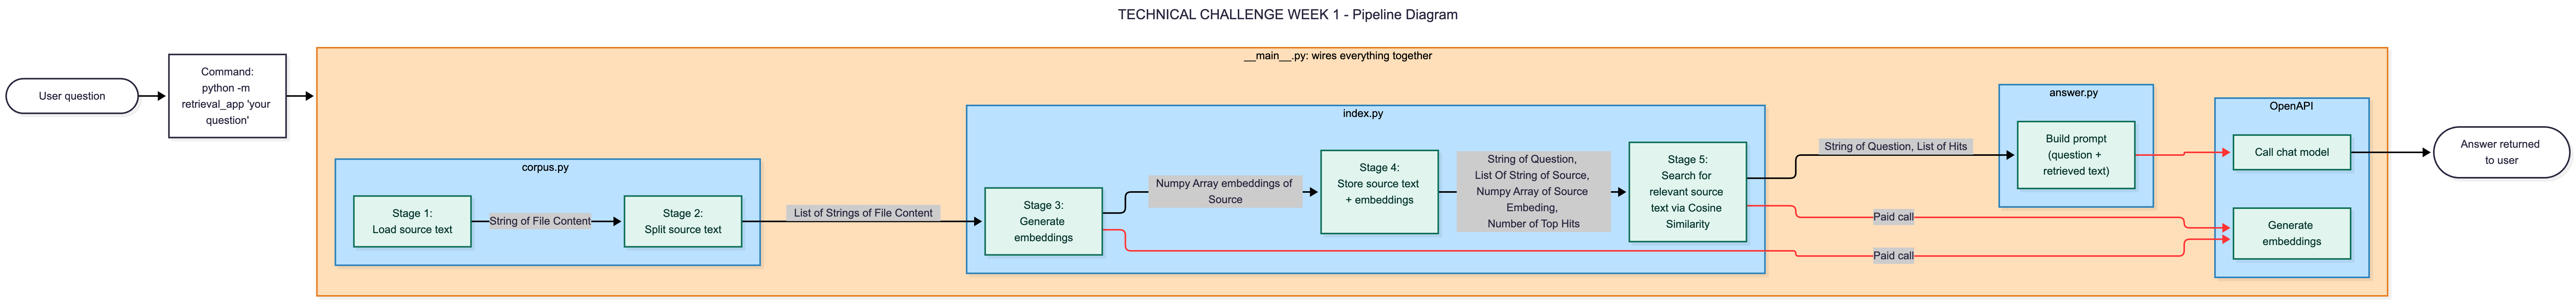 TECHNICAL CHALLENGE WEEK 1 - Pipeline Diagram
__main__.py: wires everything together
User question
Command:
python -m
retrieval_app 'your
question'
corpus.py
Stage 1:
Load source text
String of File Content
Stage 2:
Split source text
List of Strings of File Content
index.py
Stage 3:
Generate
embeddings
Numpy Array embeddings of
Source
Stage 4:
Store source text
+ embeddings
String of Question,
List Of String of Source,
Numpy Array of Source
Embeding,
Number of Top Hits
Stage 5:
Search for
relevant source
text via Cosine
Similarity
String of Question, List of Hits
Paid call
Paid call
answer.py
Build prompt
(question +
retrieved text)
OpenAPI
Call chat model
Generate
embeddings
Answer returned
to user